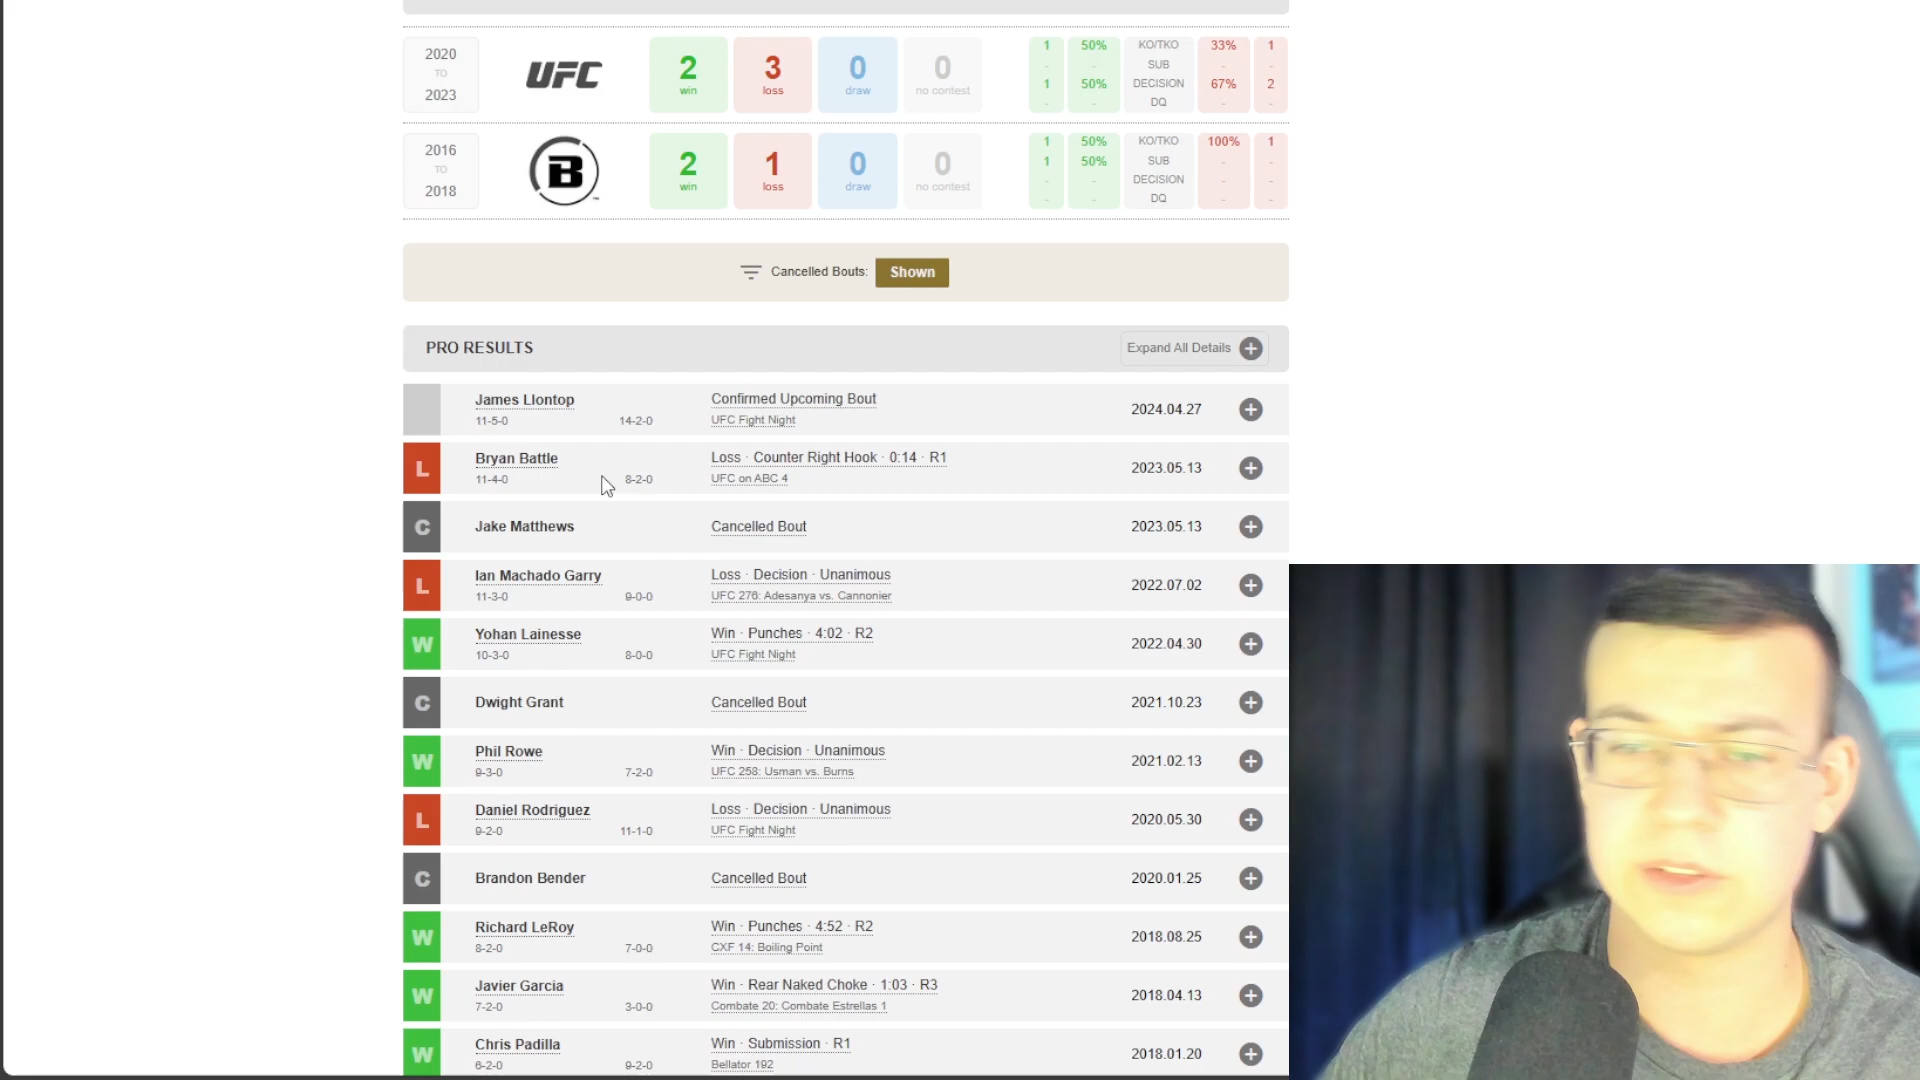 2020
TO
2023
UFC
2
win
3
loss
0
draw
0
no contest
1 50% KO/TKO 33% 1
- - SUB - -
1 50% DECISION 67% 2
- - DQ - -
2016
TO
2018
B
2
win
1
loss
0
draw
0
no contest
1 50% KO/TKO 100% 1
1 50% SUB - -
- - DECISION - -
- - DQ - -
Cancelled Bouts: Shown
PRO RESULTS Expand All Details
James Llontop Confirmed Upcoming Bout 2024.04.27
11-5-0 14-2-0 UFC Fight Night
L Bryan Battle Loss · Counter Right Hook · 0:14 · R1 2023.05.13
11-4-0 8-2-0 UFC on ABC 4
C Jake Matthews Cancelled Bout 2023.05.13
L Ian Machado Garry Loss · Decision · Unanimous 2022.07.02
11-3-0 9-0-0 UFC 276: Adesanya vs. Cannonier
W Yohan Lainesse Win · Punches · 4:02 · R2 2022.04.30
10-3-0 8-0-0 UFC Fight Night
C Dwight Grant Cancelled Bout 2021.10.23
W Phil Rowe Win · Decision · Unanimous 2021.02.13
9-3-0 7-2-0 UFC 258: Usman vs. Burns
L Daniel Rodriguez Loss · Decision · Unanimous 2020.05.30
9-2-0 11-1-0 UFC Fight Night
C Brandon Bender Cancelled Bout 2020.01.25
W Richard LeRoy Win · Punches · 4:52 · R2 2018.08.25
8-2-0 7-0-0 CXF 14: Boiling Point
W Javier Garcia Win · Rear Naked Choke · 1:03 · R3 2018.04.13
7-2-0 3-0-0 Combate 20: Combate Estrellas 1
W Chris Padilla Win · Submission · R1 2018.01.20
6-2-0 9-2-0 Bellator 192